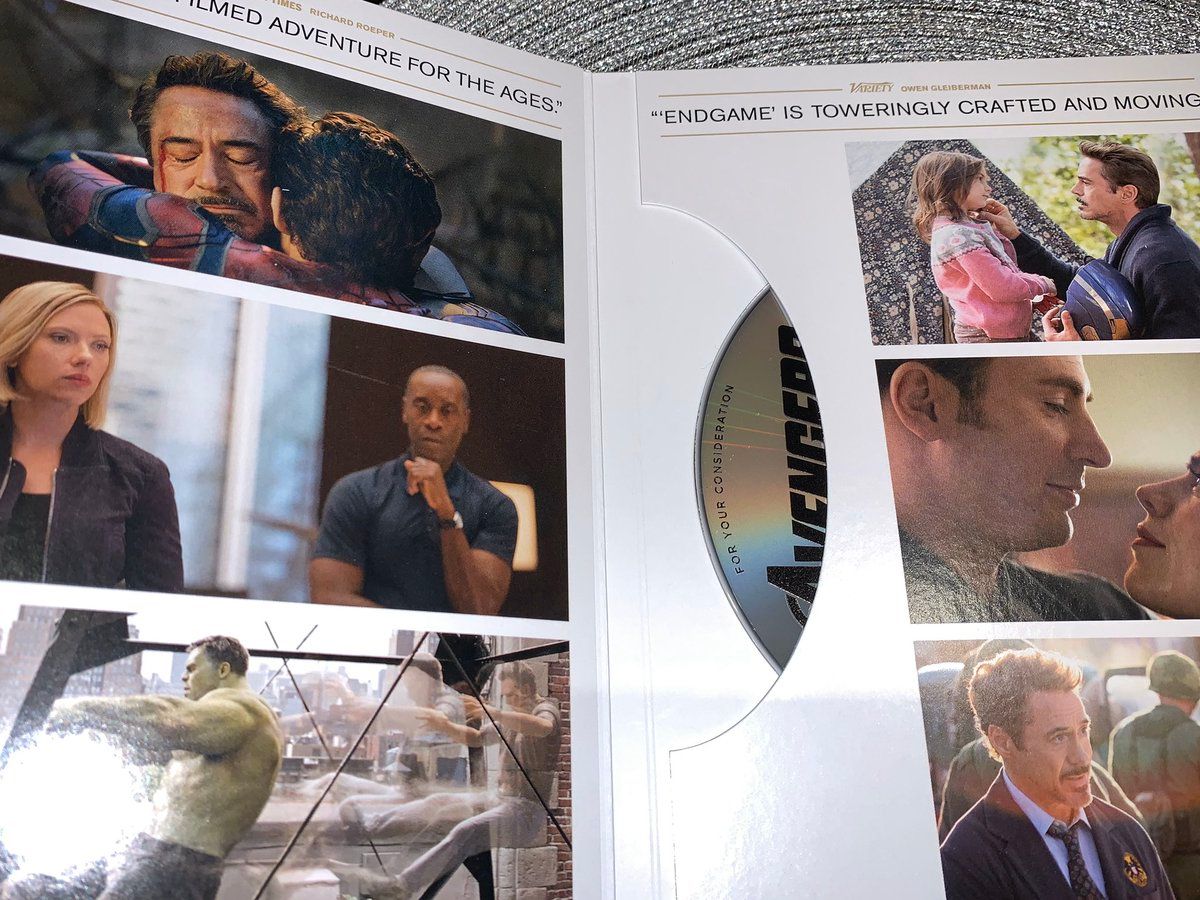 TIMES RICHARD ROEPER
FILMED ADVENTURE FOR THE AGES."
VARIETY OWEN GLEIBERMAN
"'ENDGAME' IS TOWERINGLY CRAFTED AND MOVING
FOR YOUR CONSIDERATION
AVENGERS